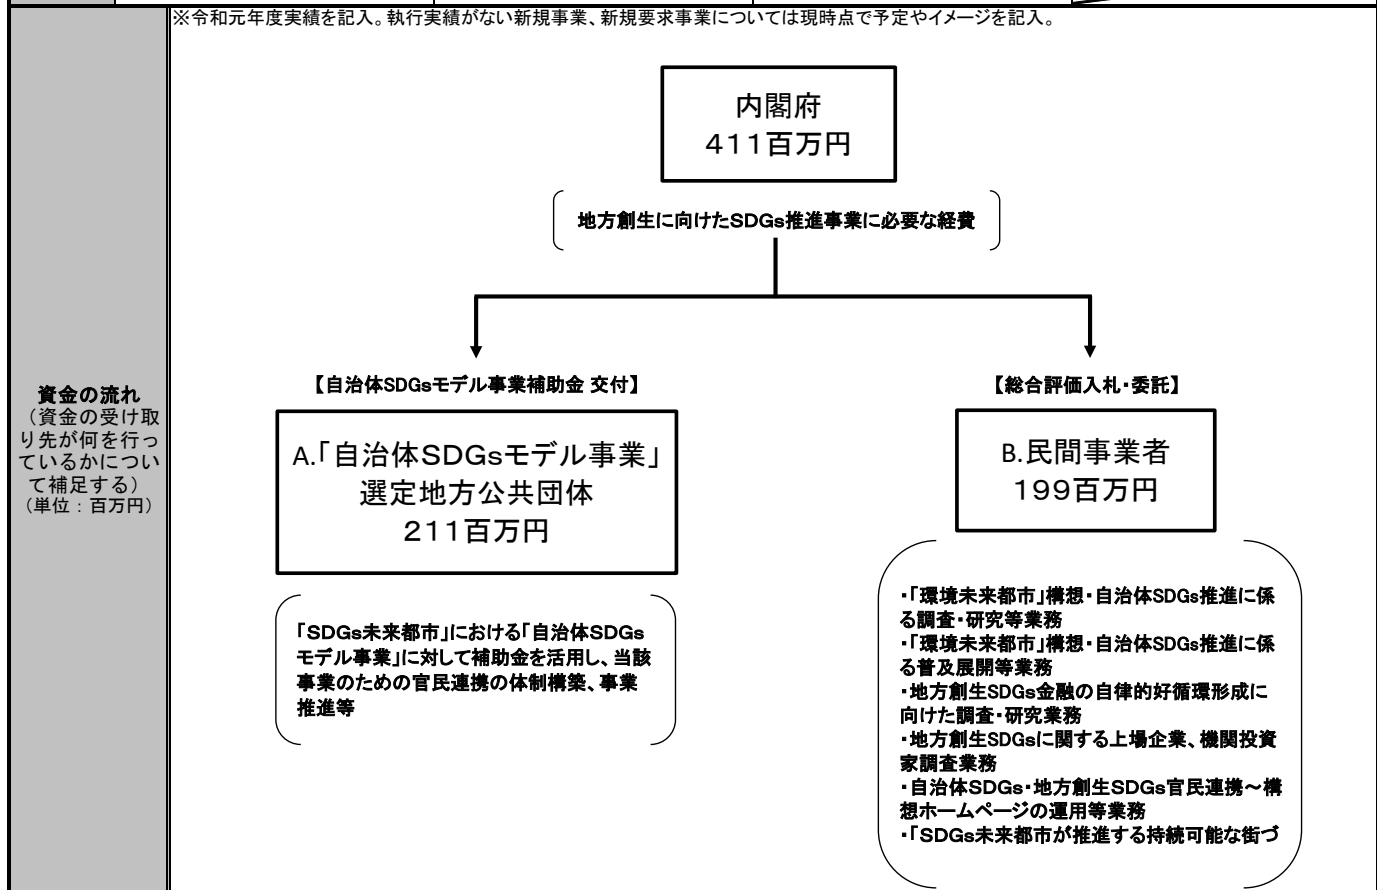 ※令和元年度実績を記入。執行実績がない新規事業、新規要求事業については現時点で予定やイメージを記入。
内閣府
411百万円
地方創生に向けたSDGs推進事業に必要な経費
資金の流れ
（資金の受け取
り先が何を行っ
ているかについ
て補足する）
（単位：百万円）
【自治体SDGsモデル事業補助金 交付】
A.「自治体SDGsモデル事業」
選定地方公共団体
211百万円
「SDGs未来都市」における「自治体SDGs
モデル事業」に対して補助金を活用し、当該
事業のための官民連携の体制構築、事業
推進等
【総合評価入札・委託】
B.民間事業者
199百万円
・「環境未来都市」構想・自治体SDGs推進に係
る調査・研究等業務
・「環境未来都市」構想・自治体SDGs推進に係
る普及展開等業務
・地方創生SDGs金融の自律的好循環形成に
向けた調査・研究業務
・地方創生SDGsに関する上場企業、機関投資
家調査業務
・自治体SDGs・地方創生SDGs官民連携～構
想ホームページの運用等業務
・「SDGs未来都市が推進する持続可能な街づ